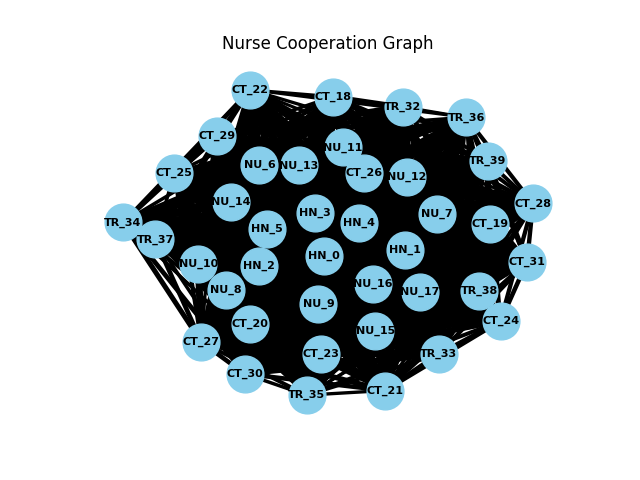 Nurse Cooperation Graph
CT_22
CT_18
TR_32
TR_36
CT_29
NU_11
NU_6
NU_13
CT_26
NU_12
TR_39
CT_25
NU_14
HN_3
HN_4
NU_7
CT_28
TR_34
HN_5
CT_19
TR_37
HN_1
HN_0
NU_10
HN_2
CT_31
NU_8
NU_16
NU_17
TR_38
NU_9
CT_20
NU_15
CT_24
CT_27
CT_23
TR_33
CT_30
TR_35
CT_21